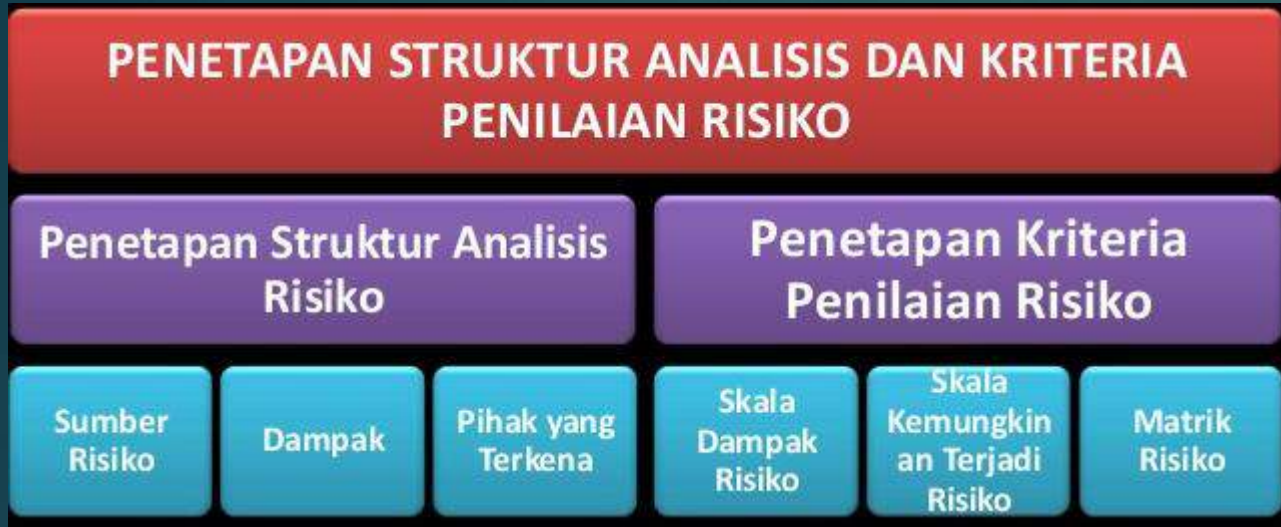 PENETAPAN STRUKTUR ANALISIS DAN KRITERIA
PENILAIAN RISIKO
Penetapan Struktur Analisis
Risiko
Penetapan Kriteria
Penilaian Risiko
Sumber
Risiko
Dampak
Pihak yang
Terkena
Skala
Dampak
Risiko
Skala
Kemungkin
an Terjadi
Risiko
Matrik
Risiko